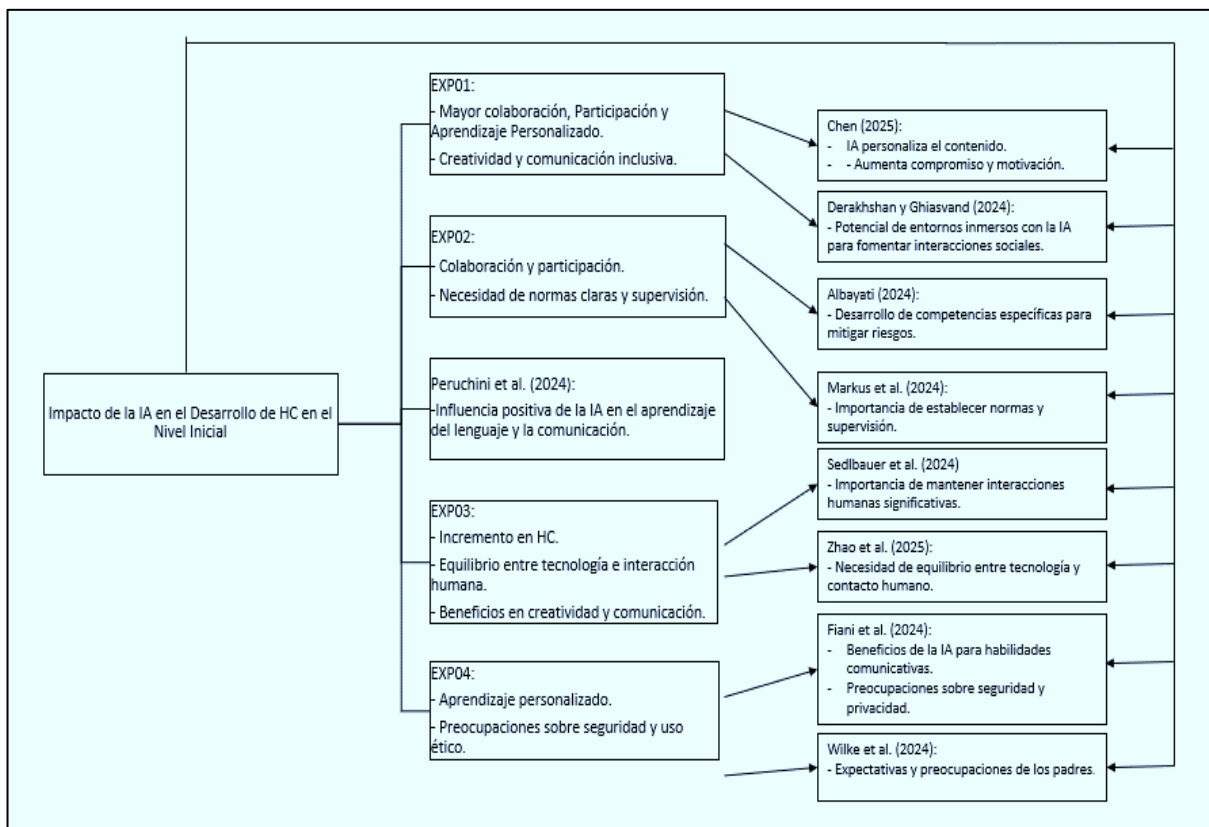 Impacto de la IA en el Desarrollo de HC en el
Nivel Inicial
EXP01:
- Mayor colaboración, Participación y
Aprendizaje Personalizado.
- Creatividad y comunicación inclusiva.
EXP02:
- Colaboración y participación.
- Necesidad de normas claras y supervisión.
Peruchini et al. (2024):
-Influencia positiva de la IA en el aprendizaje
del lenguaje y la comunicación.
EXP03:
- Incremento en HC.
- Equilibrio entre tecnología e interacción
humana.
- Beneficios en creatividad y comunicación.
EXP04:
- Aprendizaje personalizado.
- Preocupaciones sobre seguridad y uso
ético.
Chen (2025):
- IA personaliza el contenido.
- - Aumenta compromiso y motivación.
Derakhshan y Ghiasvand (2024):
- Potencial de entornos inmersos con la IA
para fomentar interacciones sociales.
Albayati (2024):
- Desarrollo de competencias específicas para
mitigar riesgos.
Markus et al. (2024):
- Importancia de establecer normas y
supervisión.
Sedlbauer et al. (2024)
- Importancia de mantener interacciones
humanas significativas.
Zhao et al. (2025):
- Necesidad de equilibrio entre tecnología y
contacto humano.
Fiani et al. (2024):
- Beneficios de la IA para habilidades
comunicativas.
- Preocupaciones sobre seguridad y
privacidad.
Wilke et al. (2024):
- Expectativas y preocupaciones de los padres.